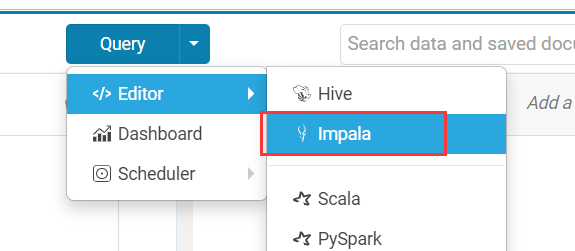 Query
Search data and saved docu
</> Editor
Hive
Add a
Dashboard
Impala
Scheduler
Scala
PySpark